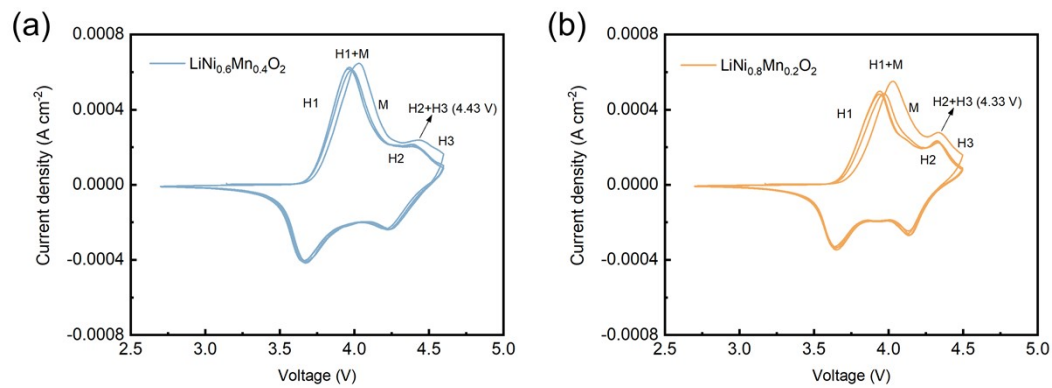 (a)
0.0008
0.0004
0.0000
-0.0004
-0.0008
Current density (A cm⁻²)
LiNi₀.₆Mn₀.₄O₂
H1+M
H1
M
H2+H3 (4.43 V)
H2
H3
2.5 3.0 3.5 4.0 4.5 5.0
Voltage (V)
(b)
0.0008
0.0004
0.0000
-0.0004
-0.0008
Current density (A cm⁻²)
LiNi₀.₈Mn₀.₂O₂
H1+M
H1
M
H2+H3 (4.33 V)
H2
H3
2.5 3.0 3.5 4.0 4.5 5.0
Voltage (V)